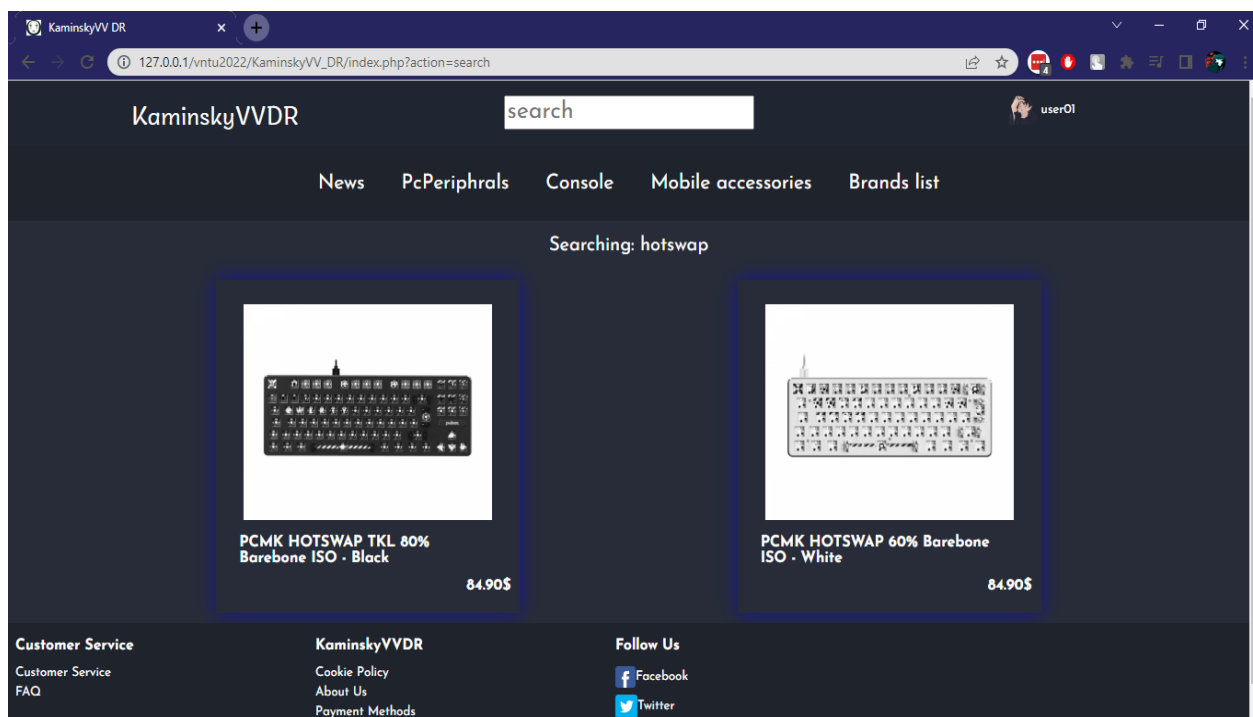 KaminskyVV DR
127.0.0.1/vntu2022/KaminskyVV_DR/index.php?action=search
4
KaminskyVVDR
search
user01
News PcPeriphrals Console Mobile accessories Brands list
Searching: hotswap
PCMK HOTSWAP TKL 80%
Barebone ISO - Black
84.90$
PCMK HOTSWAP 60% Barebone
ISO - White
84.90$
Customer Service
Customer Service
FAQ
KaminskyVVDR
Cookie Policy
About Us
Payment Methods
Follow Us
Facebook
Twitter